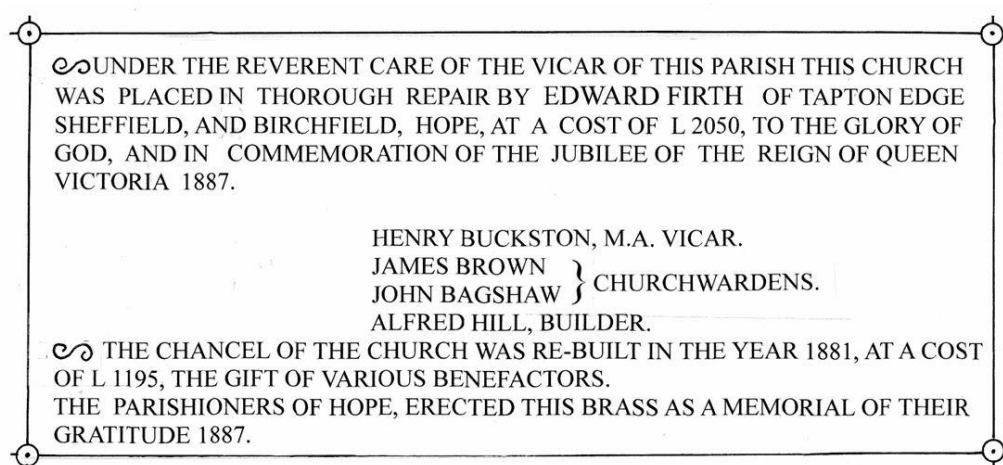 UNDER THE REVERENT CARE OF THE VICAR OF THIS PARISH THIS CHURCH
WAS PLACED IN THOROUGH REPAIR BY EDWARD FIRTH OF TAPTON EDGE
SHEFFIELD, AND BIRCHFIELD, HOPE, AT A COST OF L 2050, TO THE GLORY OF
GOD, AND IN COMMEMORATION OF THE JUBILEE OF THE REIGN OF QUEEN
VICTORIA 1887.
HENRY BUCKSTON, M.A. VICAR.
JAMES BROWN
JOHN BAGSHAW } CHURCHWARDENS.
ALFRED HILL, BUILDER.
THE CHANCEL OF THE CHURCH WAS RE-BUILT IN THE YEAR 1881, AT A COST
OF L 1195, THE GIFT OF VARIOUS BENEFACTORS.
THE PARISHIONERS OF HOPE, ERECTED THIS BRASS AS A MEMORIAL OF THEIR
GRATITUDE 1887.